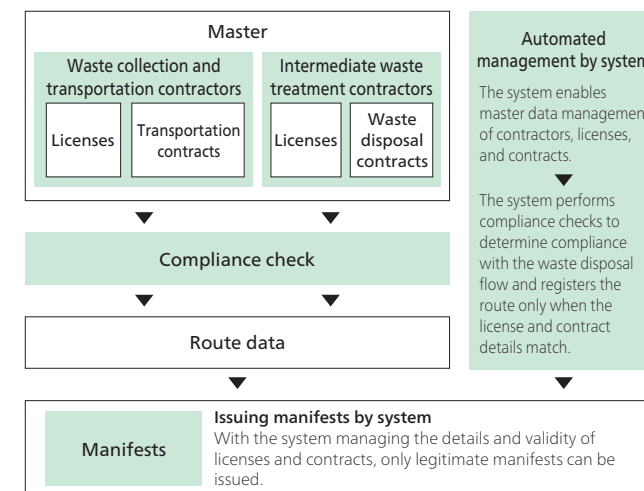 Master
Waste collection and
transportation contractors
Licenses
Transportation
contracts
Intermediate waste
treatment contractors
Licenses
Waste
disposal
contracts
Compliance check
Route data
Automated
management by system
The system enables
master data management
of contractors, licenses,
and contracts.
The system performs
compliance checks to
determine compliance
with the waste disposal
flow and registers the
route only when the
license and contract
details match.
Manifests
Issuing manifests by system
With the system managing the details and validity of
licenses and contracts, only legitimate manifests can be
issued.